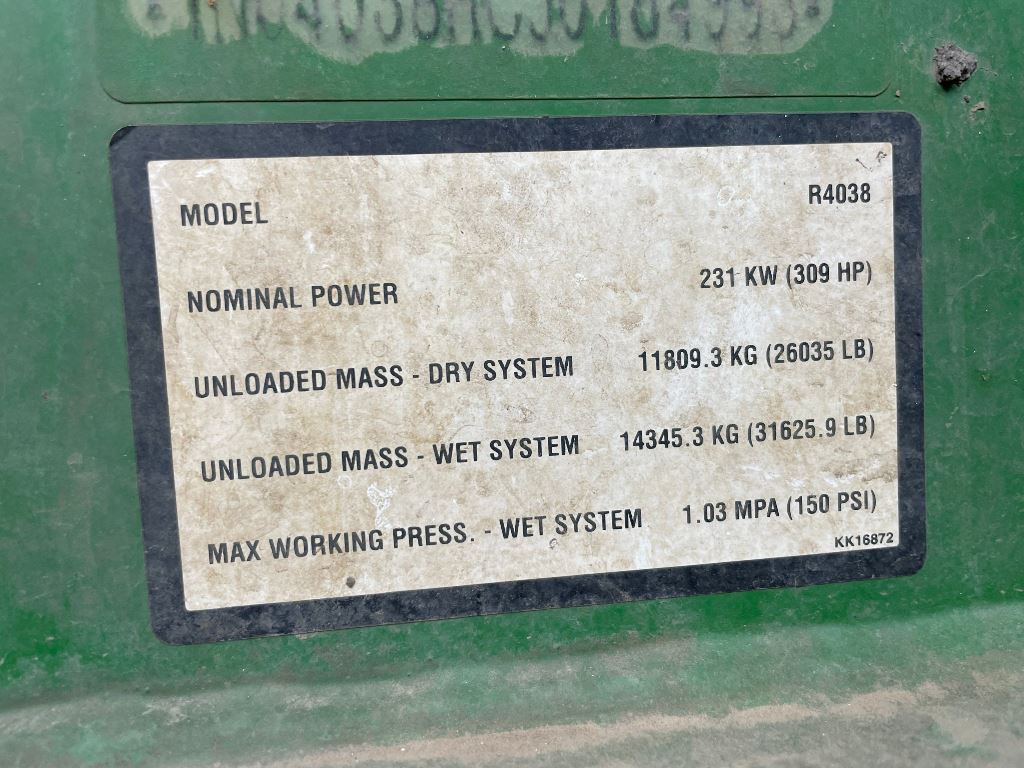 MODEL R4038
NOMINAL POWER 231 KW (309 HP)
UNLOADED MASS - DRY SYSTEM 11809.3 KG (26035 LB)
UNLOADED MASS - WET SYSTEM 14345.3 KG (31625.9 LB)
MAX WORKING PRESS. - WET SYSTEM 1.03 MPA (150 PSI)
KK16872